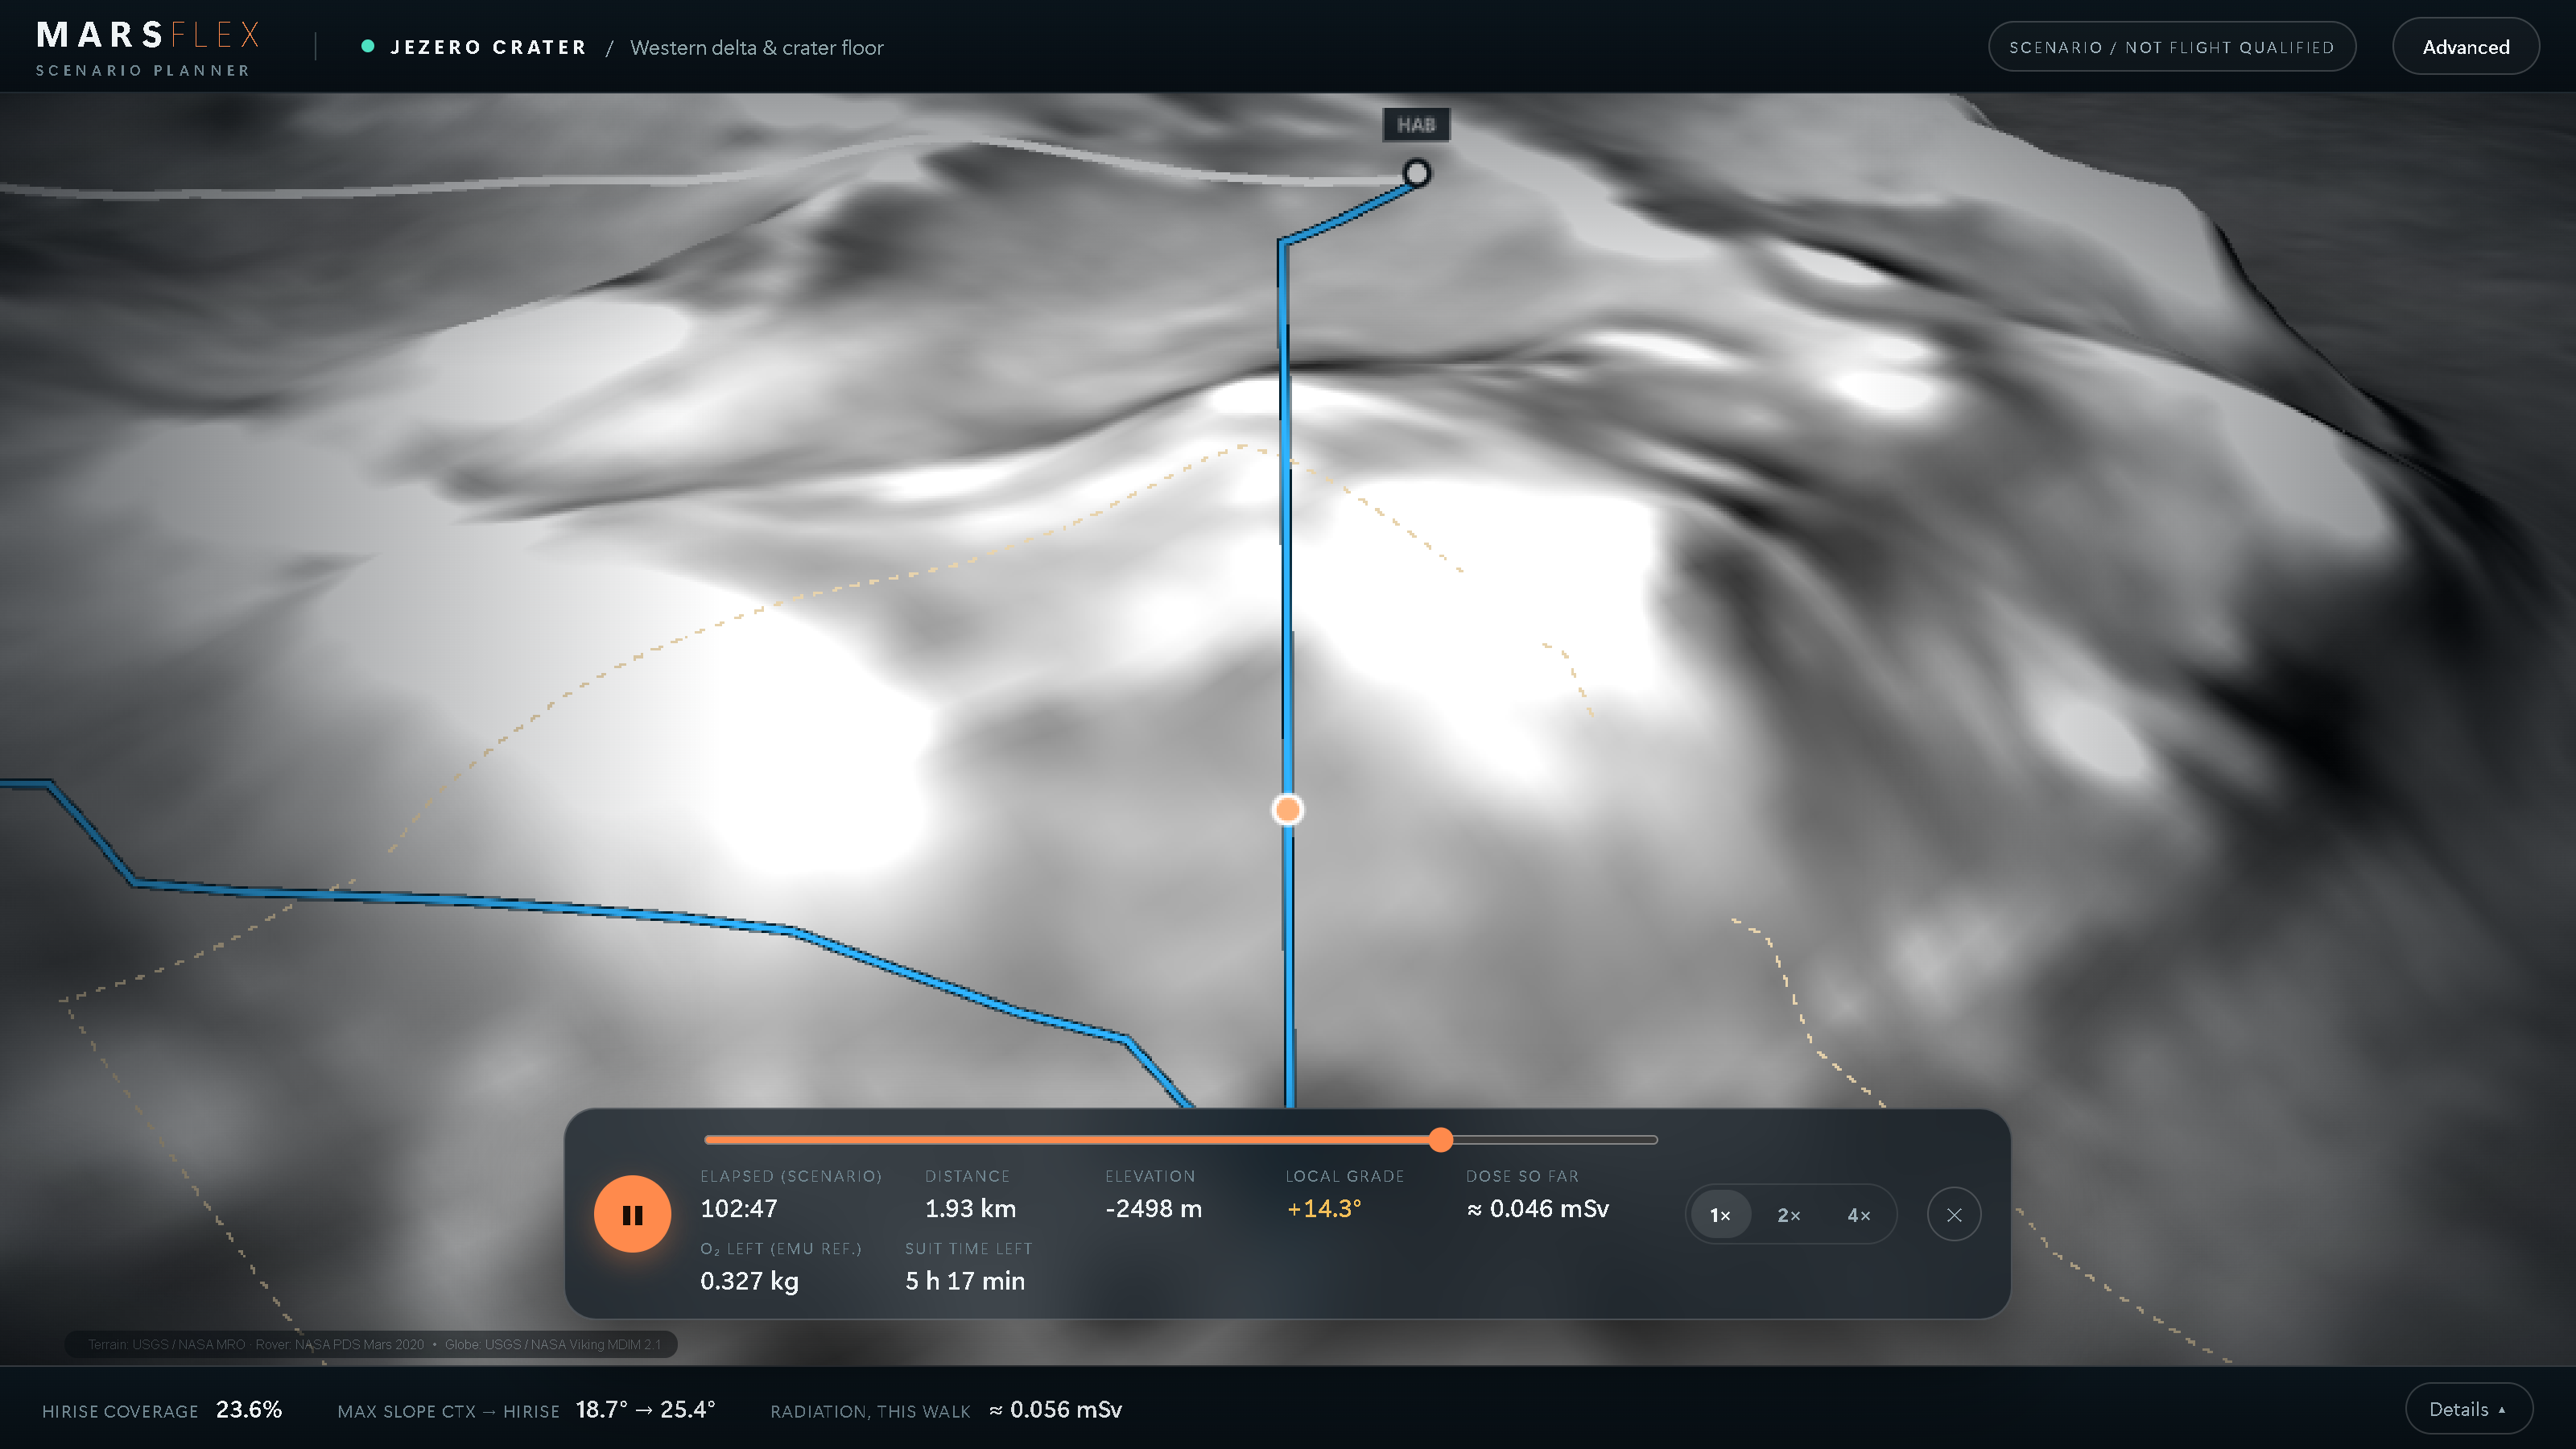 MARSFLEX
SCENARIO PLANNER
JEZERO CRATER / Western delta & crater floor
SCENARIO / NOT FLIGHT QUALIFIED
Advanced
HAB
ELAPSED (SCENARIO)
102:47
DISTANCE
1.93 km
ELEVATION
-2498 m
LOCAL GRADE
+14.3°
DOSE SO FAR
≈ 0.046 mSv
1×
2×
4×
O₂ LEFT (EMU REF.)
0.327 kg
SUIT TIME LEFT
5 h 17 min
Terrain: USGS / NASA MRO · Rover: NASA PDS Mars 2020 • Globe: USGS / NASA Viking MDIM 2.1
HIRISE COVERAGE 23.6%
MAX SLOPE CTX → HIRISE 18.7° → 25.4°
RADIATION, THIS WALK ≈ 0.056 mSv
Details ▲